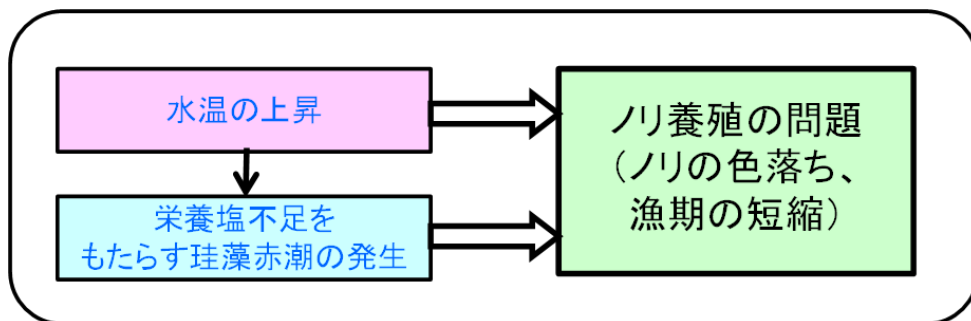 水温の上昇
栄養塩不足を
もたらす珪藻赤潮の発生
ノリ養殖の問題
(ノリの色落ち、
漁期の短縮)